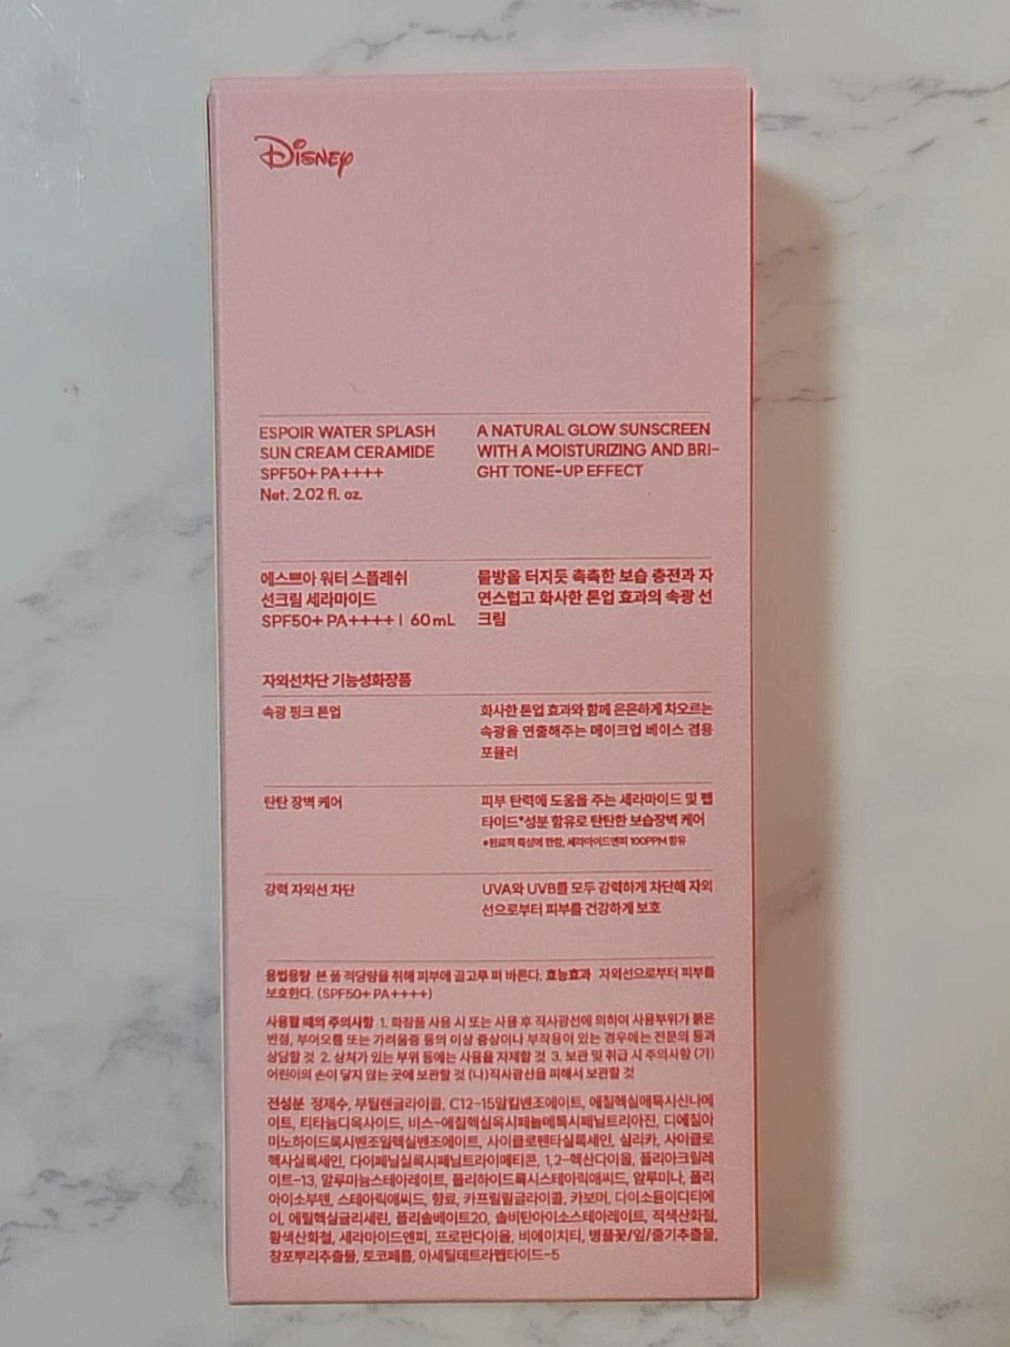 Disney
ESPOIR WATER SPLASH
SUN CREAM CERAMIDE
SPF50+ PA++++
Net. 2.02 fl. oz.
A NATURAL GLOW SUNSCREEN
WITH A MOISTURIZING AND BRI-
GHT TONE-UP EFFECT
에스쁘아 워터 스플래쉬
선크림 세라마이드
SPF50+ PA++++ | 60mL
물방울 터지듯 촉촉한 보습 충전과 자
연스럽고 화사한 톤업 효과의 속광 선
크림
자외선차단 기능성화장품
속광 핑크 톤업
화사한 톤업 효과와 함께 은은하게 차오르는
속광을 연출해주는 메이크업 베이스 겸용
포뮬러
탄탄 장벽 케어
피부 탄력에 도움을 주는 세라마이드 및 펩
타이드*성분 함유로 탄탄한 보습장벽 케어
*원료적 특성에 한함, 세라마이드엔피 100PPM 함유
강력 자외선 차단
UVA와 UVB를 모두 강력하게 차단해 자외
선으로부터 피부를 건강하게 보호
용법용량 본 품 적당량을 취해 피부에 골고루 펴 바른다. 효능효과 자외선으로부터 피부를
보호한다. (SPF50+ PA++++)
사용할 때의 주의사항 1. 화장품 사용 시 또는 사용 후 직사광선에 의하여 사용부위가 붉은
반점, 부어오름 또는 가려움증 등의 이상 증상이나 부작용이 있는 경우에는 전문의 등과
상담할 것 2. 상처가 있는 부위 등에는 사용을 자제할 것 3. 보관 및 취급 시 주의사항 (가)
어린이의 손이 닿지 않는 곳에 보관할 것 (나)직사광선을 피해서 보관할 것
전성분 정제수, 부틸렌글라이콜, C12-15알킬벤조에이트, 에칠헥실메톡시신나메
이트, 티타늄디옥사이드, 비스-에칠헥실옥시페놀메톡시페닐트리아진, 디에칠아
미노하이드록시벤조일헥실벤조에이트, 사이클로펜타실록세인, 실리카, 사이클로
헥사실록세인, 다이페닐실록시페닐트라이메티콘, 1,2-헥산다이올, 폴리아크릴레
이트-13, 알루미늄스테아레이트, 폴리하이드록시스테아릭애씨드, 알루미나, 폴리
아이소부텐, 스테아릭애씨드, 향료, 카프릴릴글라이콜, 카보머, 다이소듐이디티에
이, 에틸헥실글리세린, 폴리솔베이트20, 솔비탄아이소스테아레이트, 적색산화철,
황색산화철, 세라마이드엔피, 프로판다이올, 비에이치티, 병풀꽃/잎/줄기추출물,
창포뿌리추출물, 토코페롤, 아세틸테트라펩타이드-5